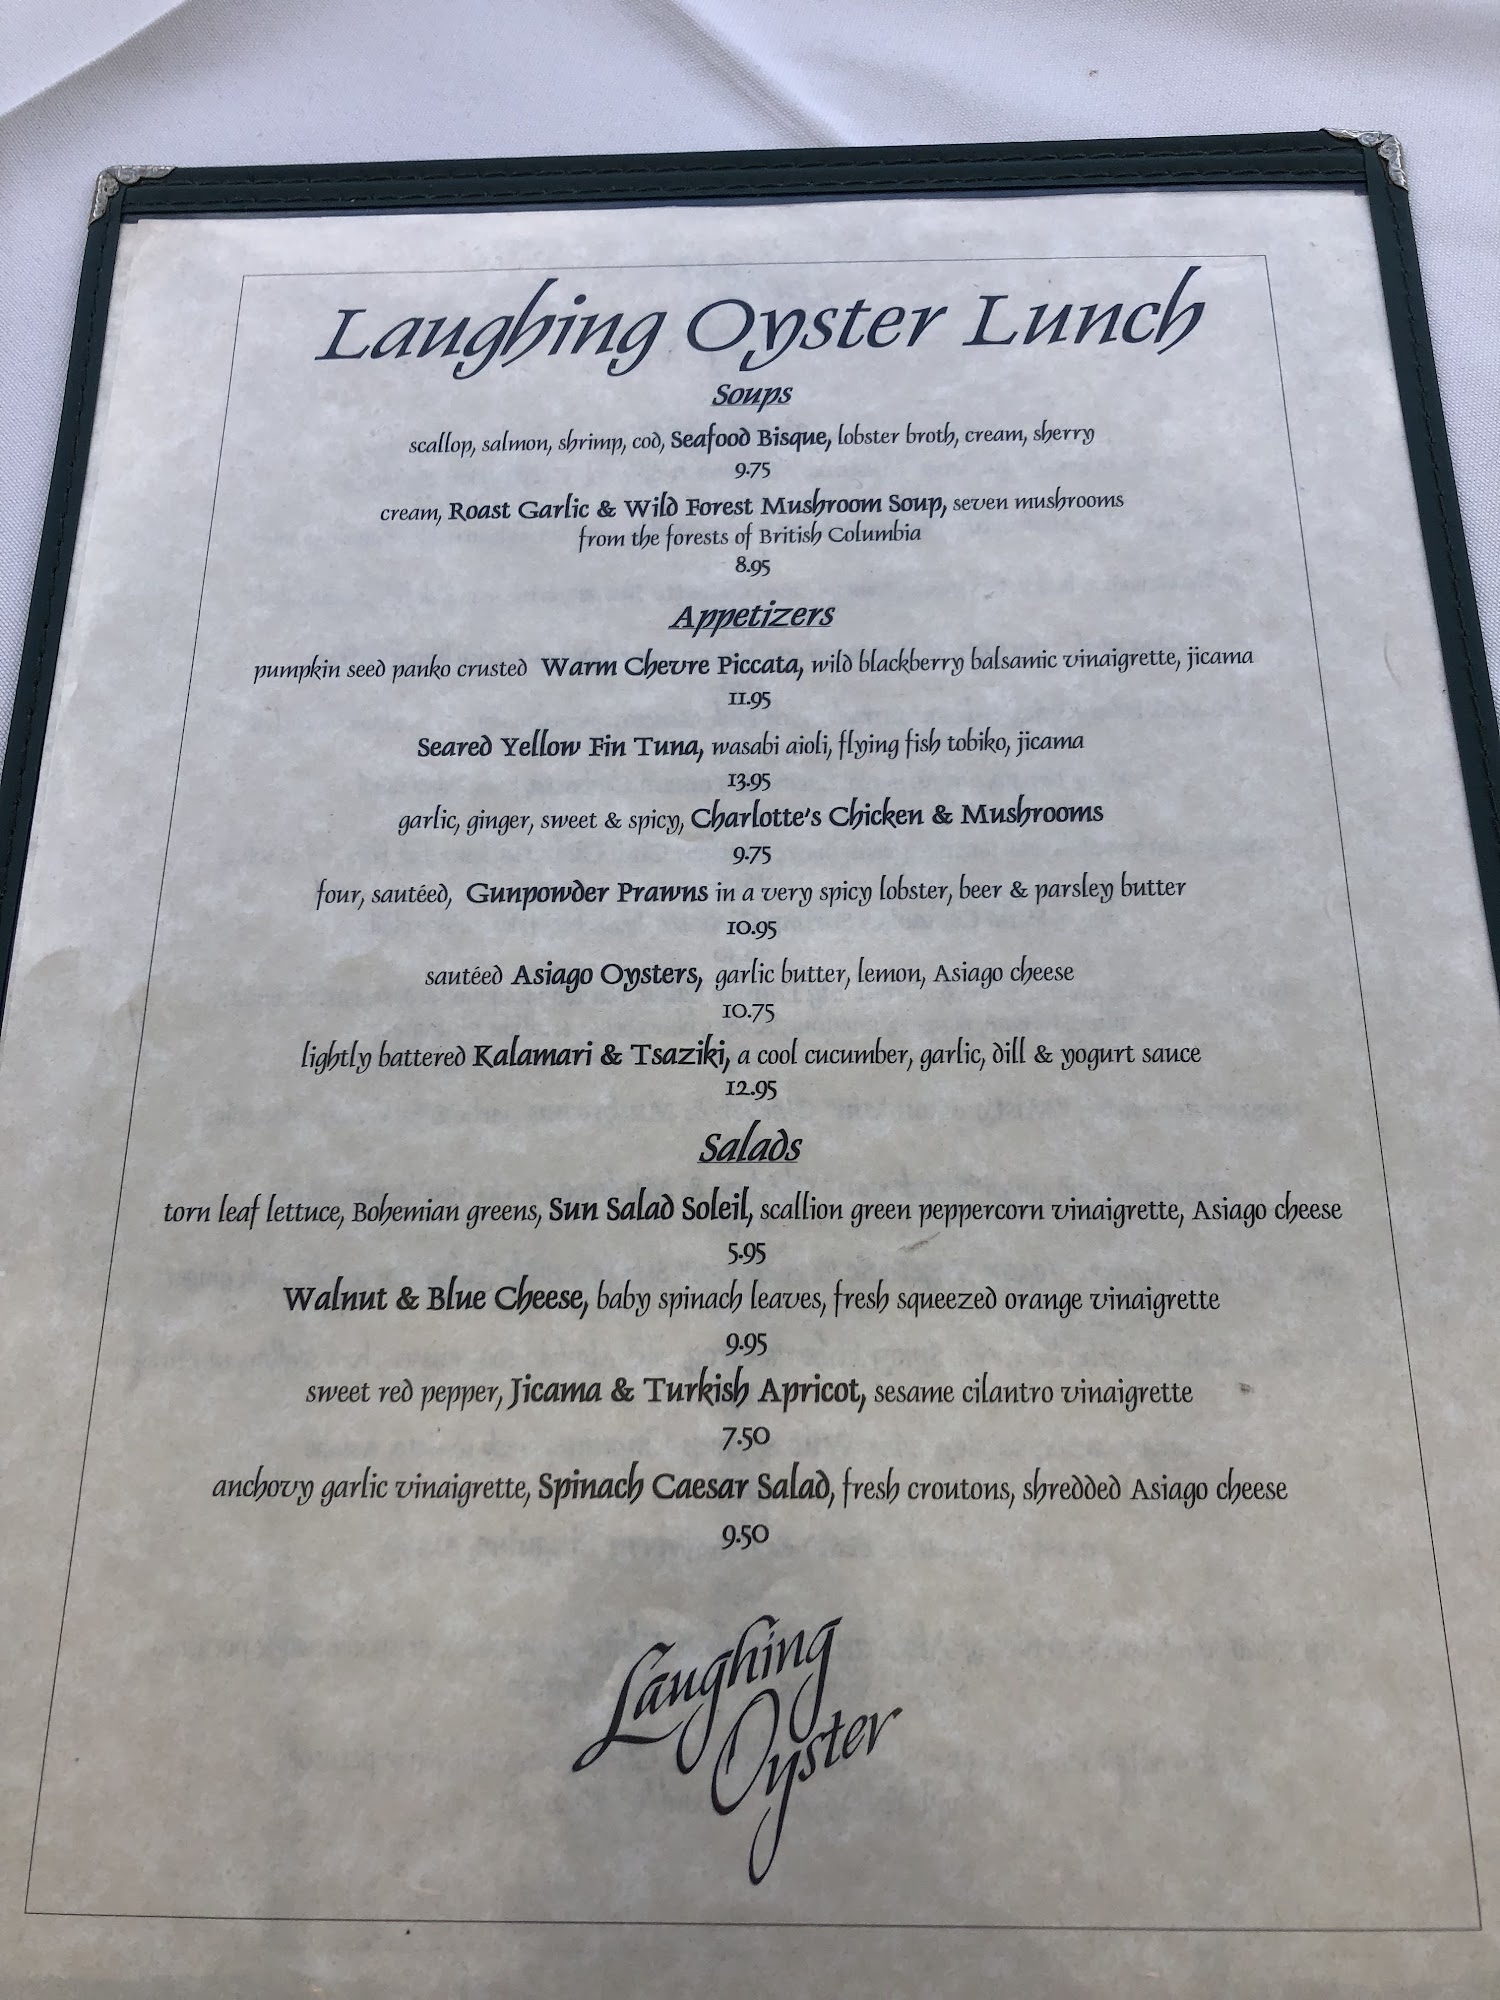 Laughing Oyster Lunch
Soups
scallop, salmon, shrimp, cod, Seafood Bisque, lobster broth, cream, sherry
9.75
cream, Roast Garlic & Wild Forest Mushroom Soup, seven mushrooms
from the forests of British Columbia
8.95
Appetizers
pumpkin seed panko crusted Warm Chevre Piccata, wild blackberry balsamic vinaigrette, jicama
11.95
Seared Yellow Fin Tuna, wasabi aioli, flying fish tobiko, jicama
13.95
garlic, ginger, sweet & spicy, Charlotte's Chicken & Mushrooms
9.75
four, sautéed, Gunpowder Prawns in a very spicy lobster, beer & parsley butter
10.95
sautéed Asiago Oysters, garlic butter, lemon, Asiago cheese
10.75
lightly battered Kalamari & Tsaziki, a cool cucumber, garlic, dill & yogurt sauce
12.95
Salads
torn leaf lettuce, Bohemian greens, Sun Salad Soleil, scallion green peppercorn vinaigrette, Asiago cheese
5.95
Walnut & Blue Cheese, baby spinach leaves, fresh squeezed orange vinaigrette
9.95
sweet red pepper, Jicama & Turkish Apricot, sesame cilantro vinaigrette
7.50
anchovy garlic vinaigrette, Spinach Caesar Salad, fresh croutons, shredded Asiago cheese
9.50
Laughing
Oyster